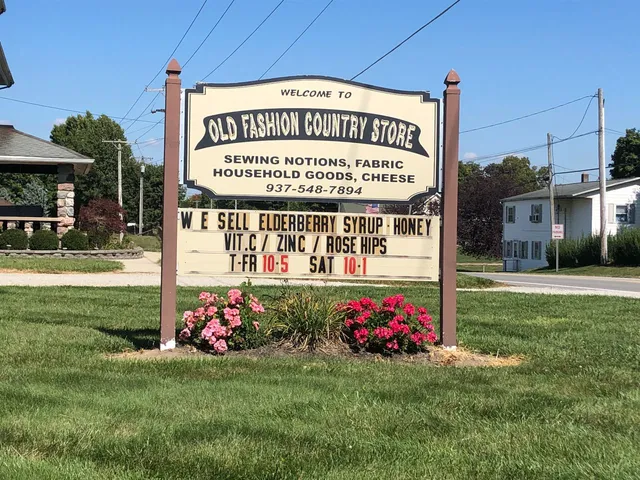 WELCOME TO
OLD FASHION COUNTRY STORE
SEWING NOTIONS, FABRIC
HOUSEHOLD GOODS, CHEESE
937-548-7894
WE SELL ELDERBERRY SYRUP HONEY
VIT.C / ZINC / ROSE HIPS
T-FR 10-5 SAT 10-1